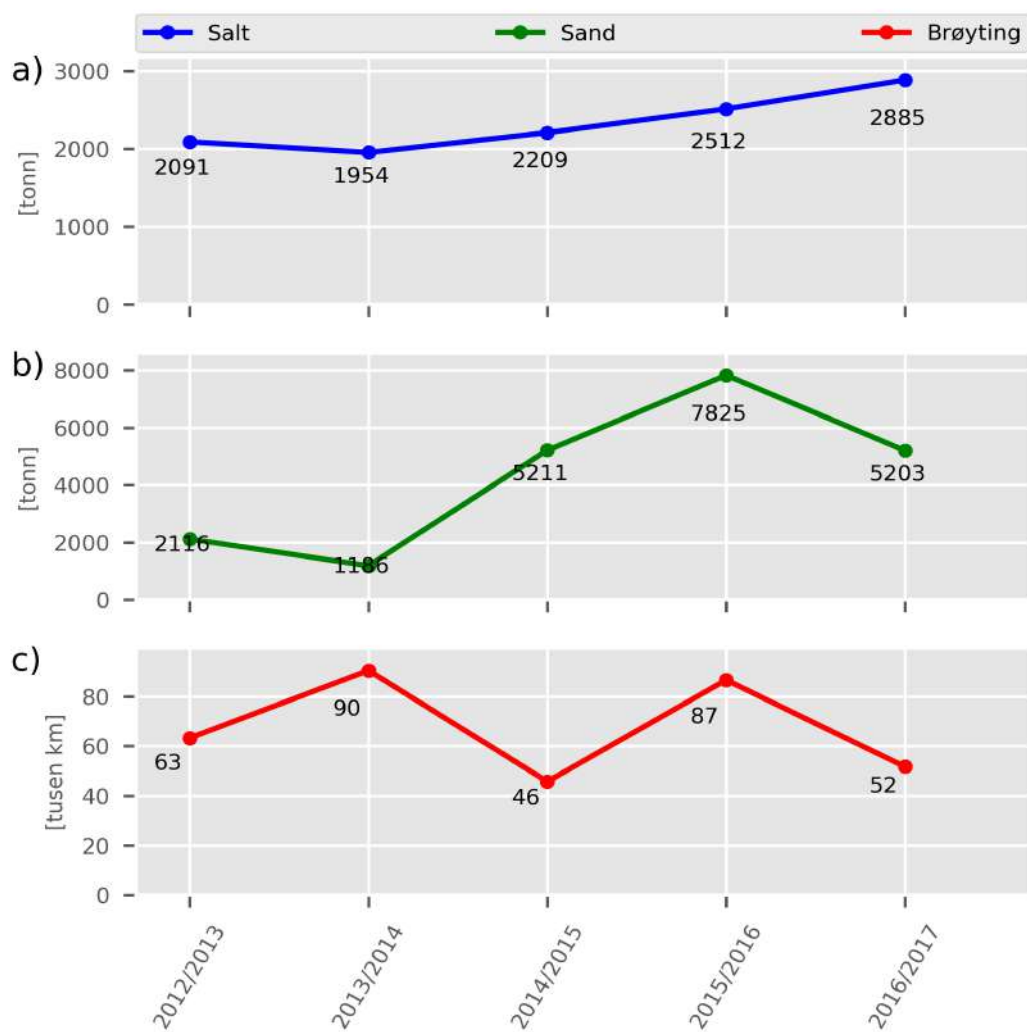 Salt Sand Brøyting
a)
3000
2000
1000
0
[tonn]
2091 1954 2209 2512 2885
b)
8000
6000
4000
2000
0
[tonn]
2116 1186 5211 7825 5203
c)
80
60
40
20
0
[tusen km]
63 90 46 87 52
2012/2013 2013/2014 2014/2015 2015/2016 2016/2017